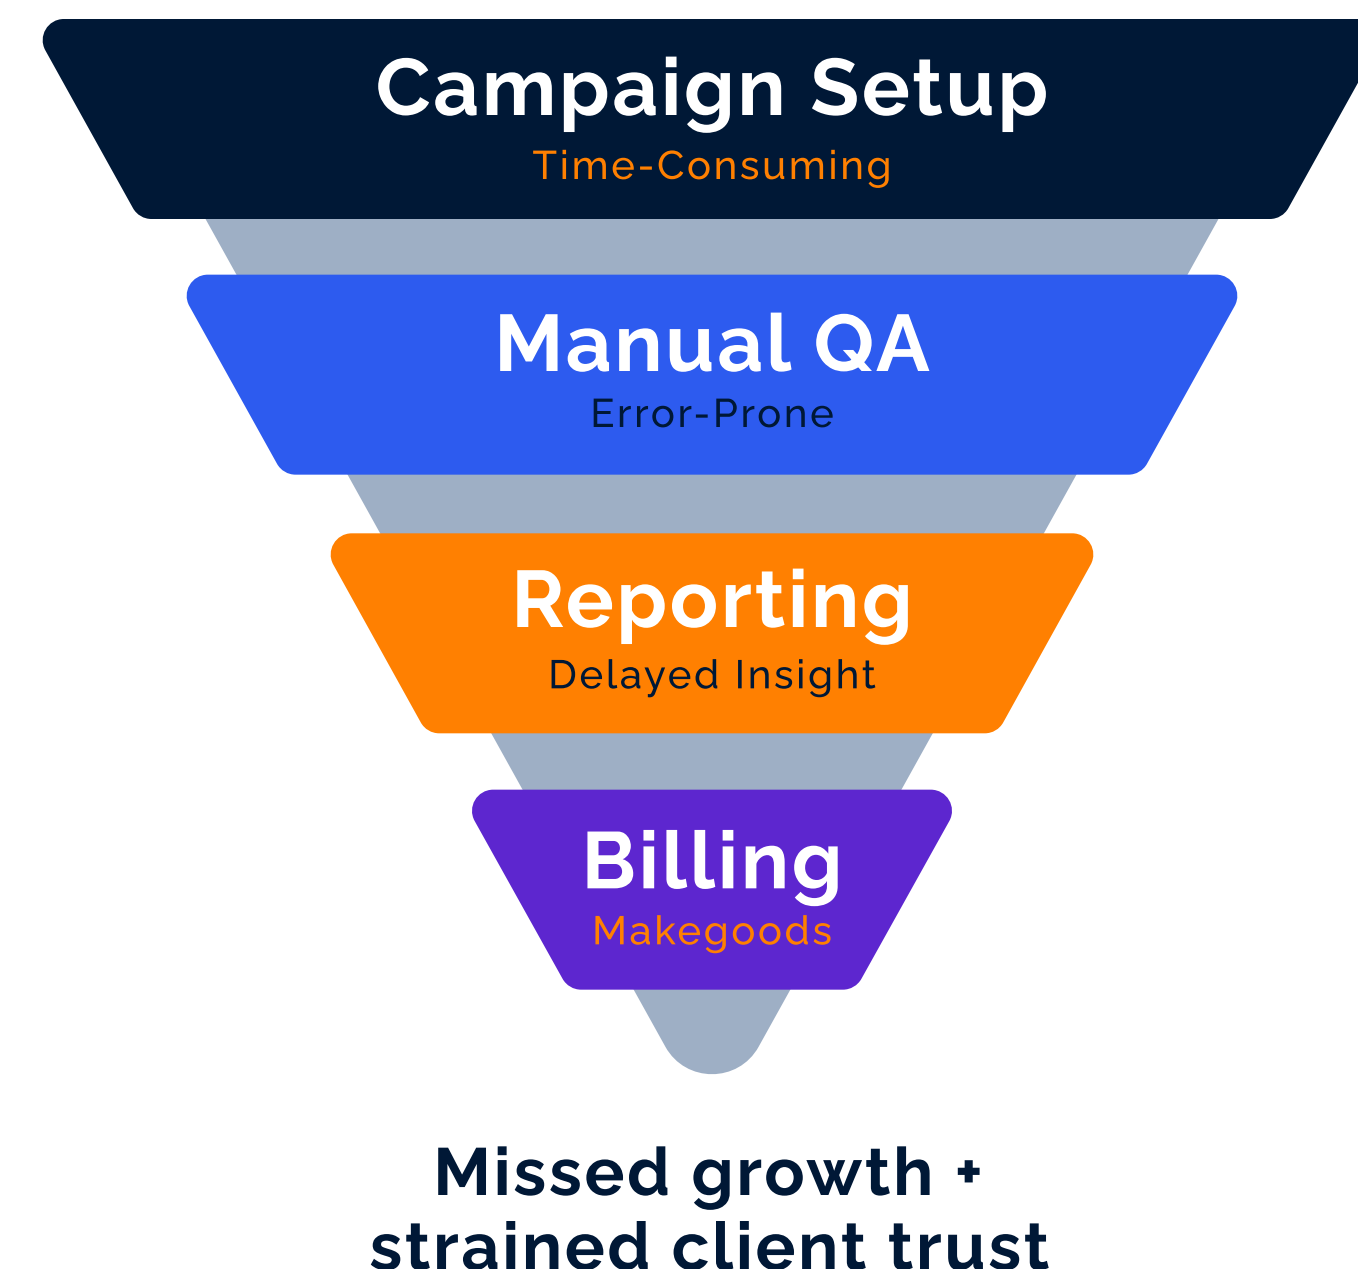 Campaign Setup
Time-Consuming
Manual QA
Error-Prone
Reporting
Delayed Insight
Billing
Makegoods
Missed growth +
strained client trust